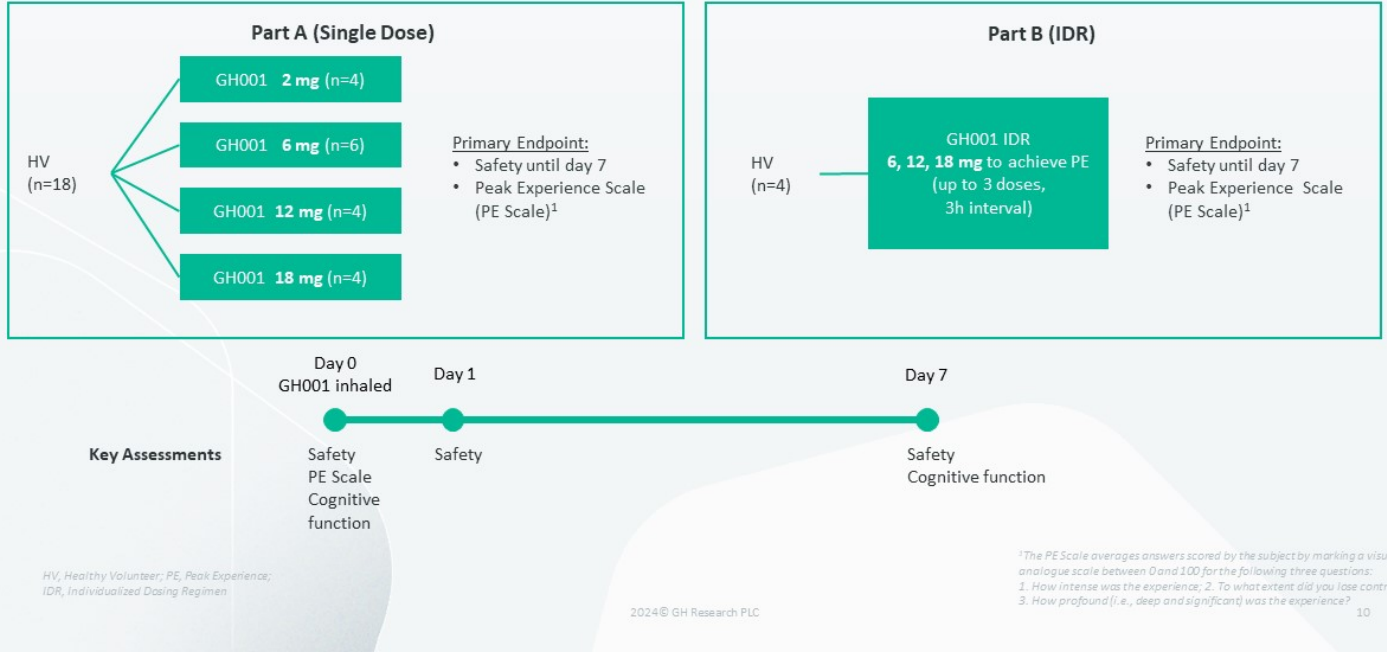 Part A (Single Dose)
HV
(n=18)
GH001 2 mg (n=4)
GH001 6 mg (n=6)
GH001 12 mg (n=4)
GH001 18 mg (n=4)
Primary Endpoint:
• Safety until day 7
• Peak Experience Scale
(PE Scale)1
Part B (IDR)
HV
(n=4)
GH001 IDR
6, 12, 18 mg to achieve PE
(up to 3 doses,
3h interval)
Primary Endpoint:
• Safety until day 7
• Peak Experience Scale
(PE Scale)1
Day 0
GH001 inhaled
Day 1
Day 7
Key Assessments
Safety
PE Scale
Cognitive
function
Safety
Safety
Cognitive function
HV, Healthy Volunteer; PE, Peak Experience;
IDR, Individualized Dosing Regimen
1The PE Scale averages answers scored by the subject by marking a
analogue scale between 0 and 100 for the following three questions:
1. How intense was the experience; 2. To what extent did you lose
3. How profound (i.e., deep and significant) was the experience?
2024© GH Research PLC
10